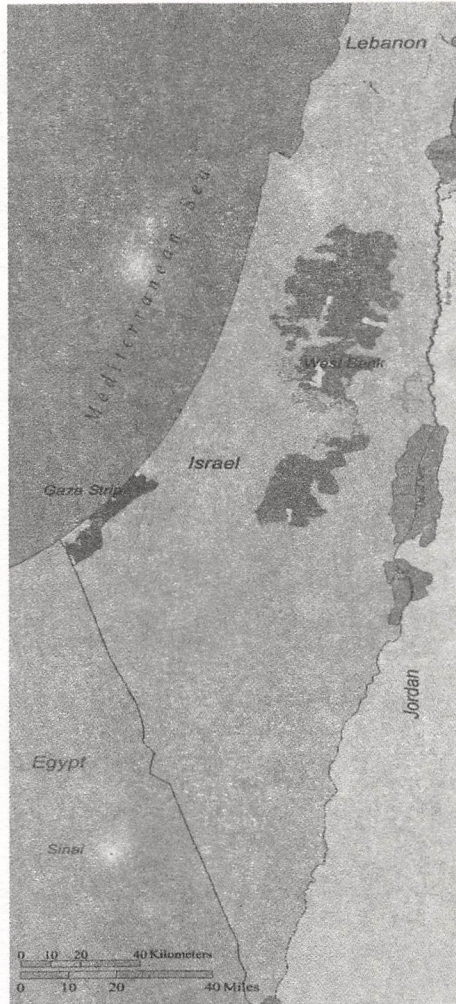 Lebanon
Mediterranean Sea
West Bank
Israel
Gaza Strip
Jordan
Egypt
Sinai
0 10 20 40 Kilometers
0 10 20 40 Miles